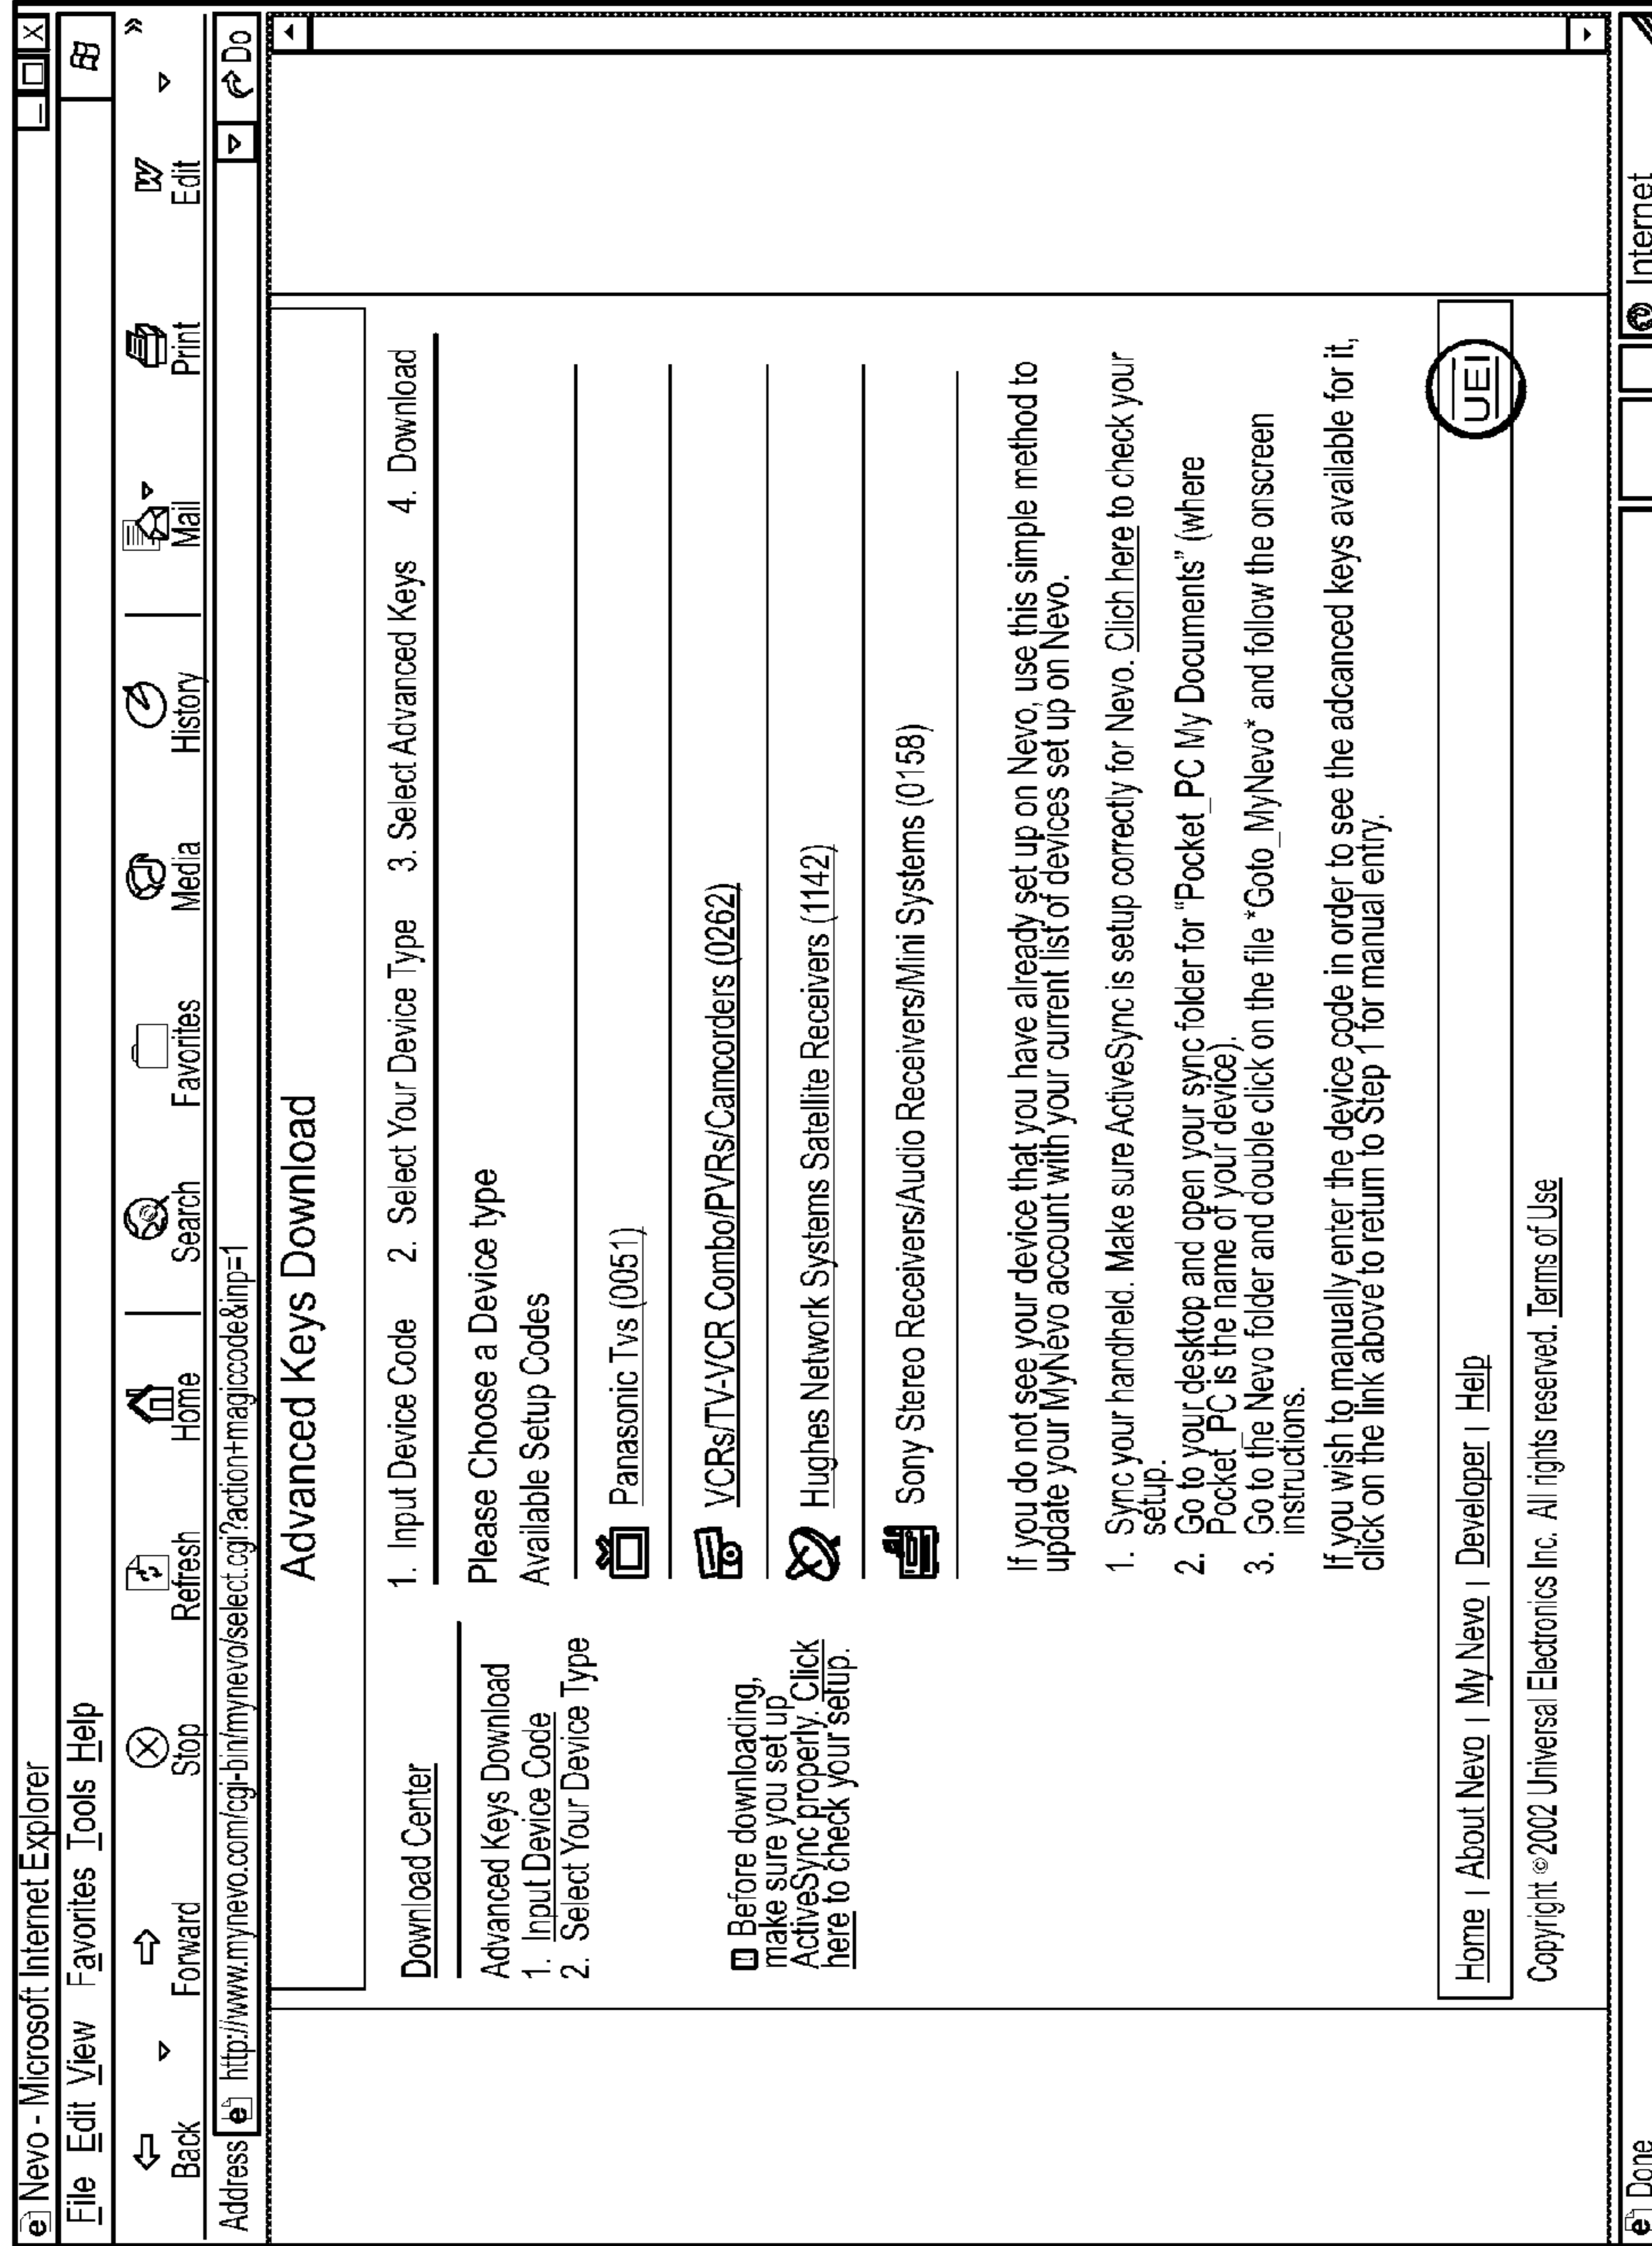 Nevo - Microsoft Internet Explorer
File Edit View Favorites Tools Help
Back Forward Stop Refresh Home Search Favorites Media History Mail Print Edit
Address http://www.mynevo.com/cgi-bin/mynevo/select.cgi?action+magiccode&inp=1 Do
Advanced Keys Download
Download Center
Advanced Keys Download
1. Input Device Code
2. Select Your Device Type
Before downloading,
make sure you set up
ActiveSync properly. Click
here to check your setup.
1. Input Device Code 2. Select Your Device Type 3. Select Advanced Keys 4. Download
Please Choose a Device type
Available Setup Codes
Panasonic Tvs (0051)
VCRs/TV-VCR Combo/PVRs/Camcorders (0262)
Hughes Network Systems Satellite Receivers (1142)
Sony Stereo Receivers/Audio Receivers/Mini Systems (0158)
If you do not see your device that you have already set up on Nevo, use this simple method to
update your MyNevo account with your current list of devices set up on Nevo.
1. Sync your handheld. Make sure ActiveSync is setup correctly for Nevo. Clich here to check your
setup.
2. Go to your desktop and open your sync folder for "Pocket_PC My Documents" (where
Pocket_PC is the name of your device).
3. Go to the Nevo folder and double click on the file *Goto_MyNevo* and follow the onscreen
instructions.
If you wish to manually enter the device code in order to see the adcanced keys available for it,
click on the link above to return to Step 1 for manual entry.
Home | About Nevo | My Nevo | Developer | Help
UEI
Copyright ©2002 Universal Electronics Inc. All rights reserved. Terms of Use
Done
Internet